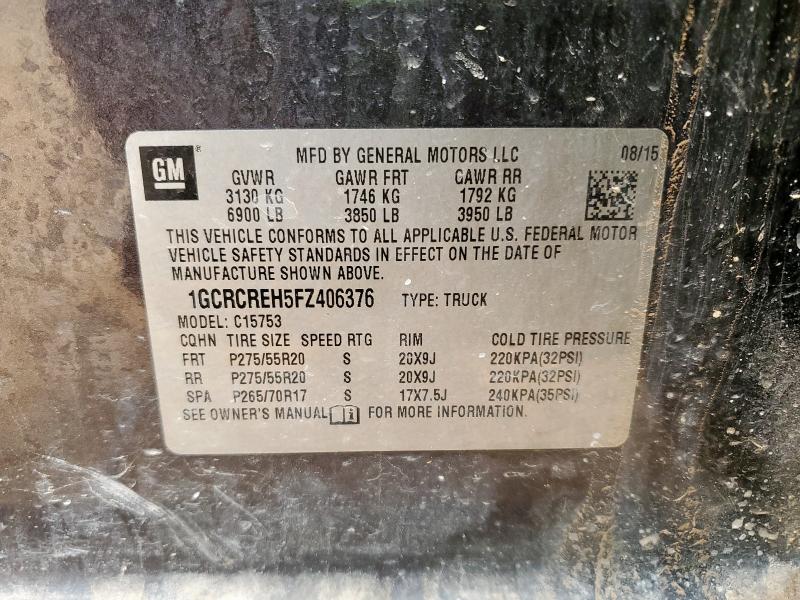 GM ® MFD BY GENERAL MOTORS LLC 08/15
GVWR GAWR FRT GAWR RR
3130 KG 1746 KG 1792 KG
6900 LB 3850 LB 3950 LB
THIS VEHICLE CONFORMS TO ALL APPLICABLE U.S. FEDERAL MOTOR
VEHICLE SAFETY STANDARDS IN EFFECT ON THE DATE OF
MANUFACTURE SHOWN ABOVE.
1GCRCREH5FZ406376 TYPE: TRUCK
MODEL: C15753
CQHN TIRE SIZE SPEED RTG RIM COLD TIRE PRESSURE
FRT P275/55R20 S 20X9J 220KPA(32PSI)
RR P275/55R20 S 20X9J 220KPA(32PSI)
SPA P265/70R17 S 17X7.5J 240KPA(35PSI)
SEE OWNER'S MANUAL FOR MORE INFORMATION.